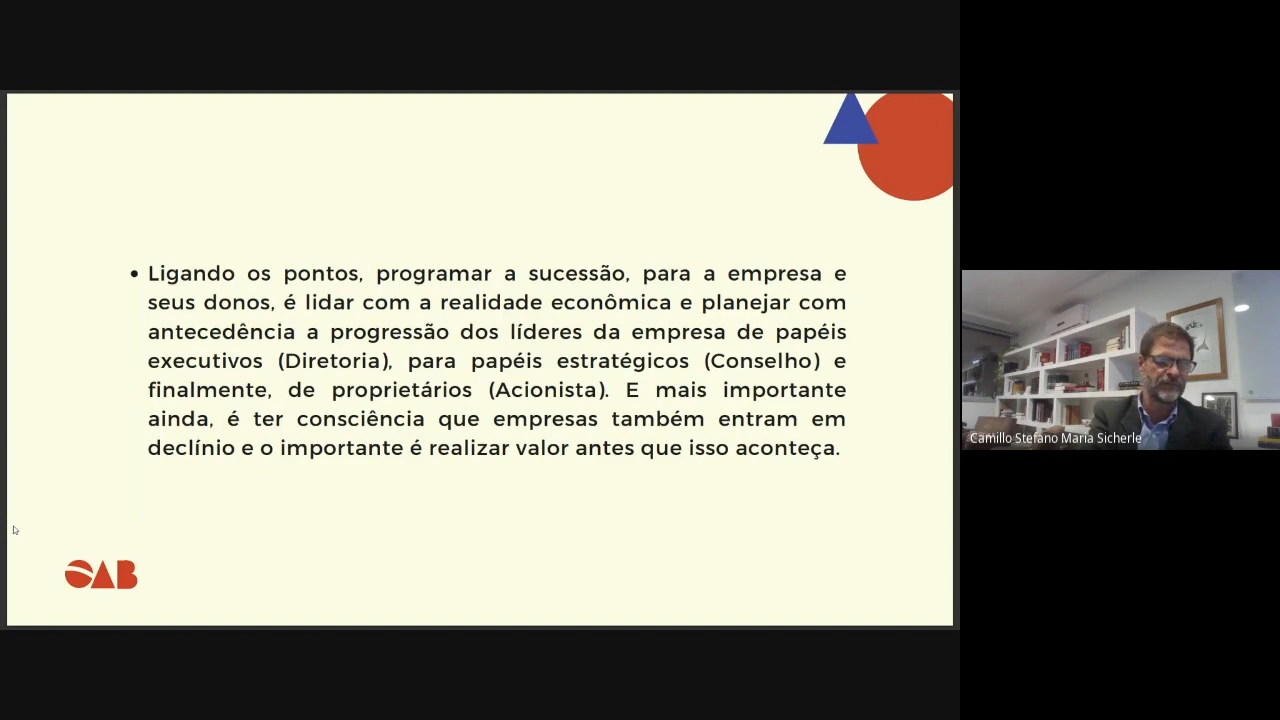 Ligando os pontos, programar a sucessão, para a empresa e
seus donos, é lidar com a realidade econômica e planejar com
antecedência a progressão dos líderes da empresa de papéis
executivos (Diretoria), para papéis estratégicos (Conselho) e
finalmente, de proprietários (Acionista). E mais importante
ainda, é ter consciência que empresas também entram em
declínio e o importante é realizar valor antes que isso aconteça.
OAB
Camillo Stefano Maria Sicherle